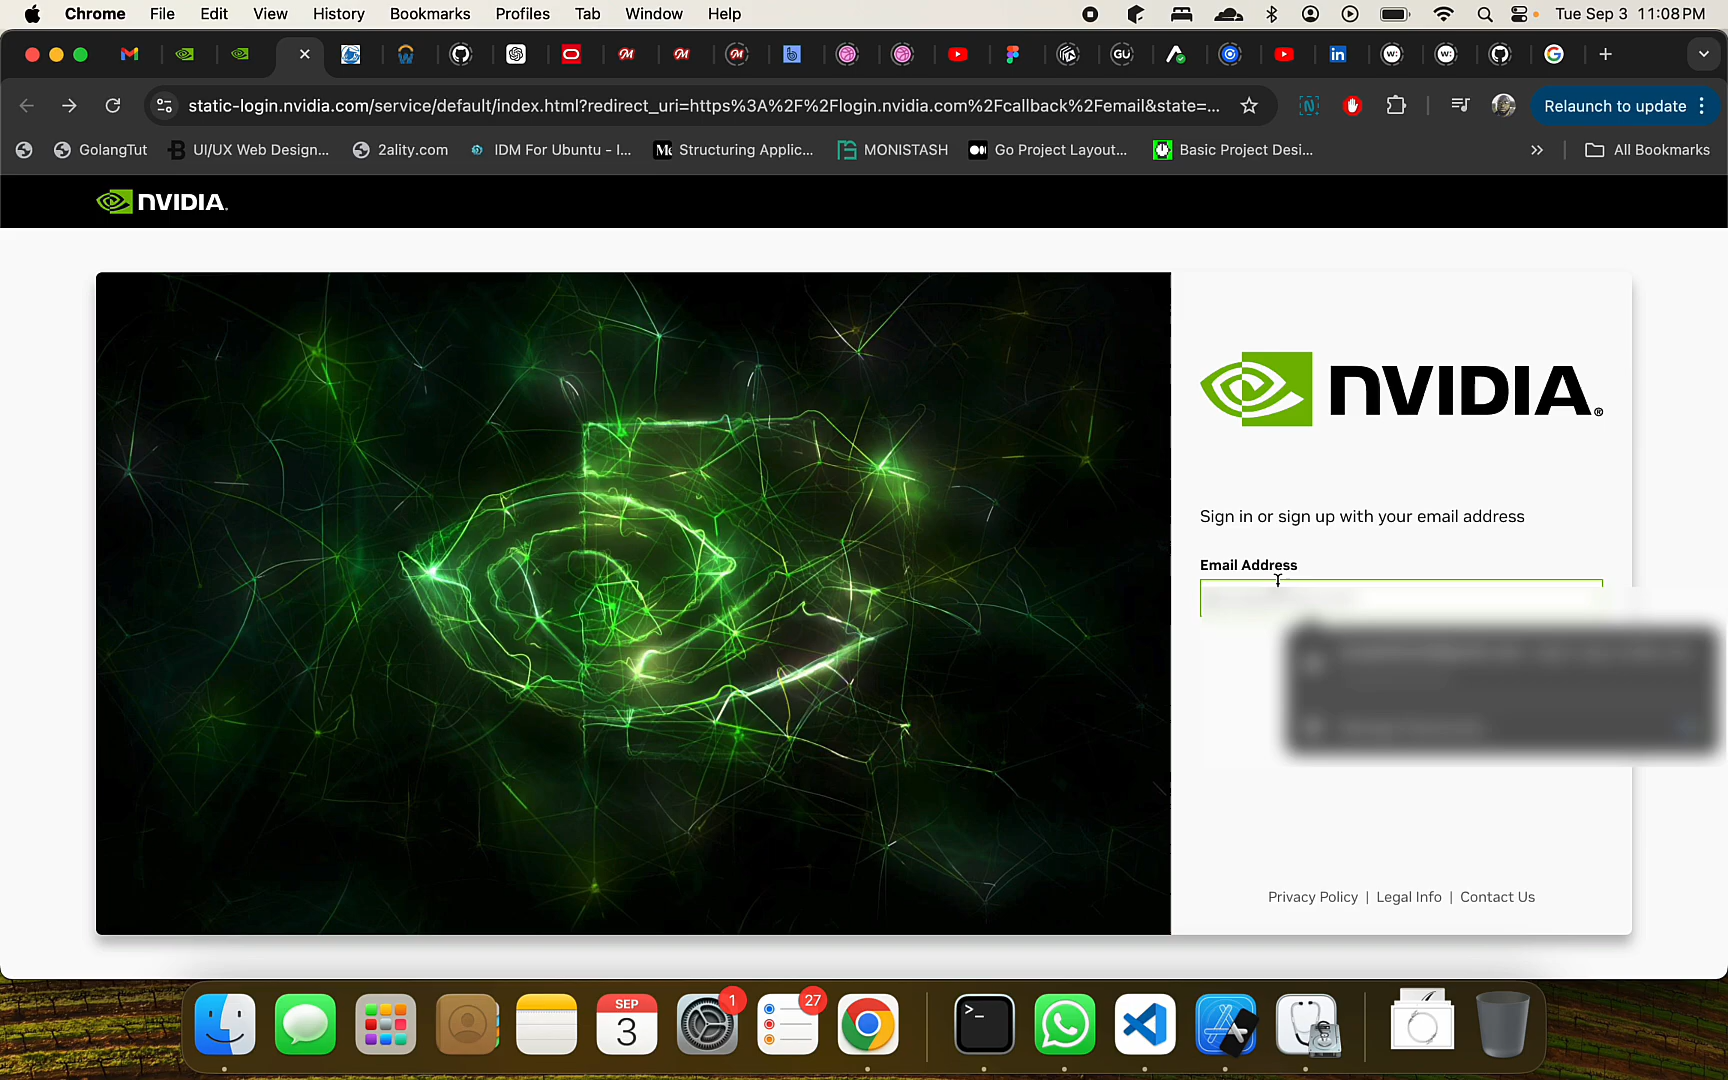 Chrome File Edit View History Bookmarks Profiles Tab Window Help Tue Sep 3 11:08 PM
static-login.nvidia.com/service/default/index.html?redirect_uri=https%3A%2F%2Flogin.nvidia.com%2Fcallback%2Femail&state=... Relaunch to update
GolangTut UI/UX Web Design... 2ality.com IDM For Ubuntu - I... Structuring Applic... MONISTASH Go Project Layout... Basic Project Desi... » All Bookmarks
NVIDIA.
NVIDIA®
Sign in or sign up with your email address
Email Address
Privacy Policy | Legal Info | Contact Us
SEP
3
1
27